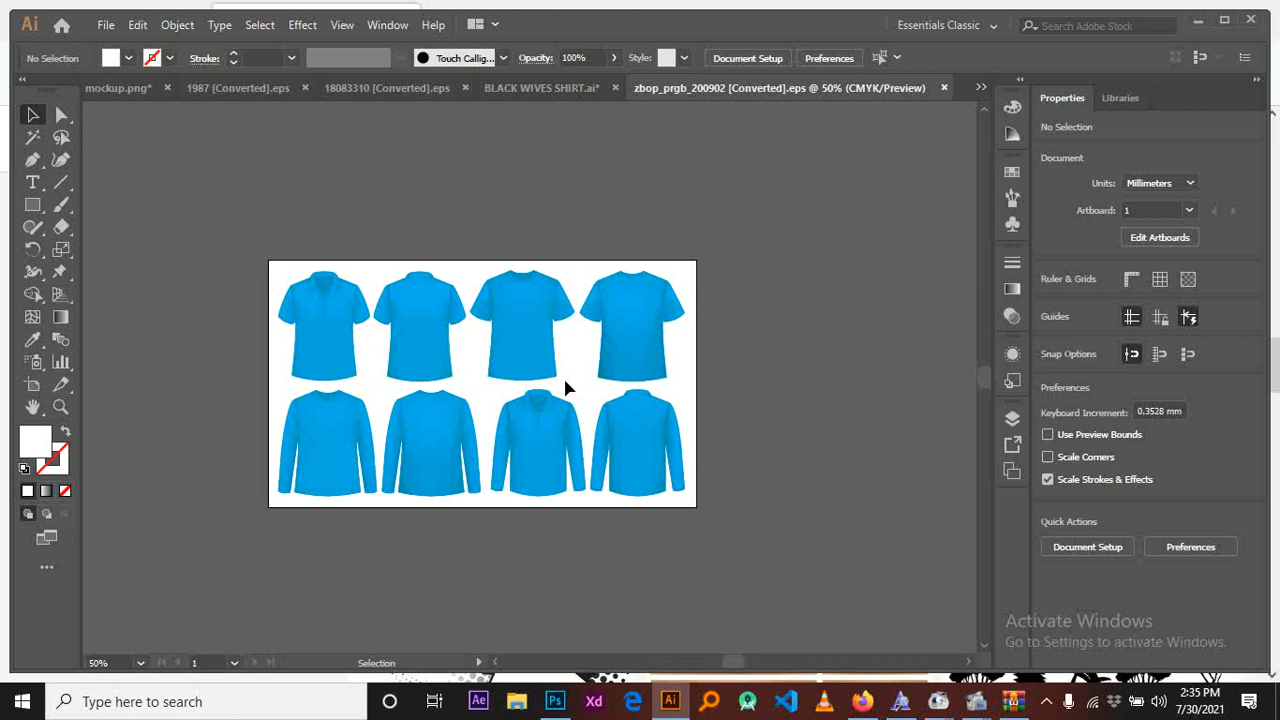 Ai File Edit Object Type Select Effect View Window Help Essentials Classic Search Adobe Stock
No Selection Stroke: Touch Callig... Opacity: 100% Style: Document Setup Preferences
mockup.png* × 1987 [Converted].eps × 18083310 [Converted].eps × BLACK WIVES SHIRT.ai* × zbop_prgb_200902 [Converted].eps @ 50% (CMYK/Preview) ×
Properties Libraries
No Selection
Document
Units: Millimeters
Artboard: 1
Edit Artboards
Ruler & Grids
Guides
Snap Options
Preferences
Keyboard Increment: 0.3528 mm
Use Preview Bounds
Scale Corners
Scale Strokes & Effects
Quick Actions
Document Setup Preferences
Activate Windows
Go to Settings to activate Windows.
50% 1 Selection
Type here to search Ae Ps Xd Ai 2:35 PM
7/30/2021